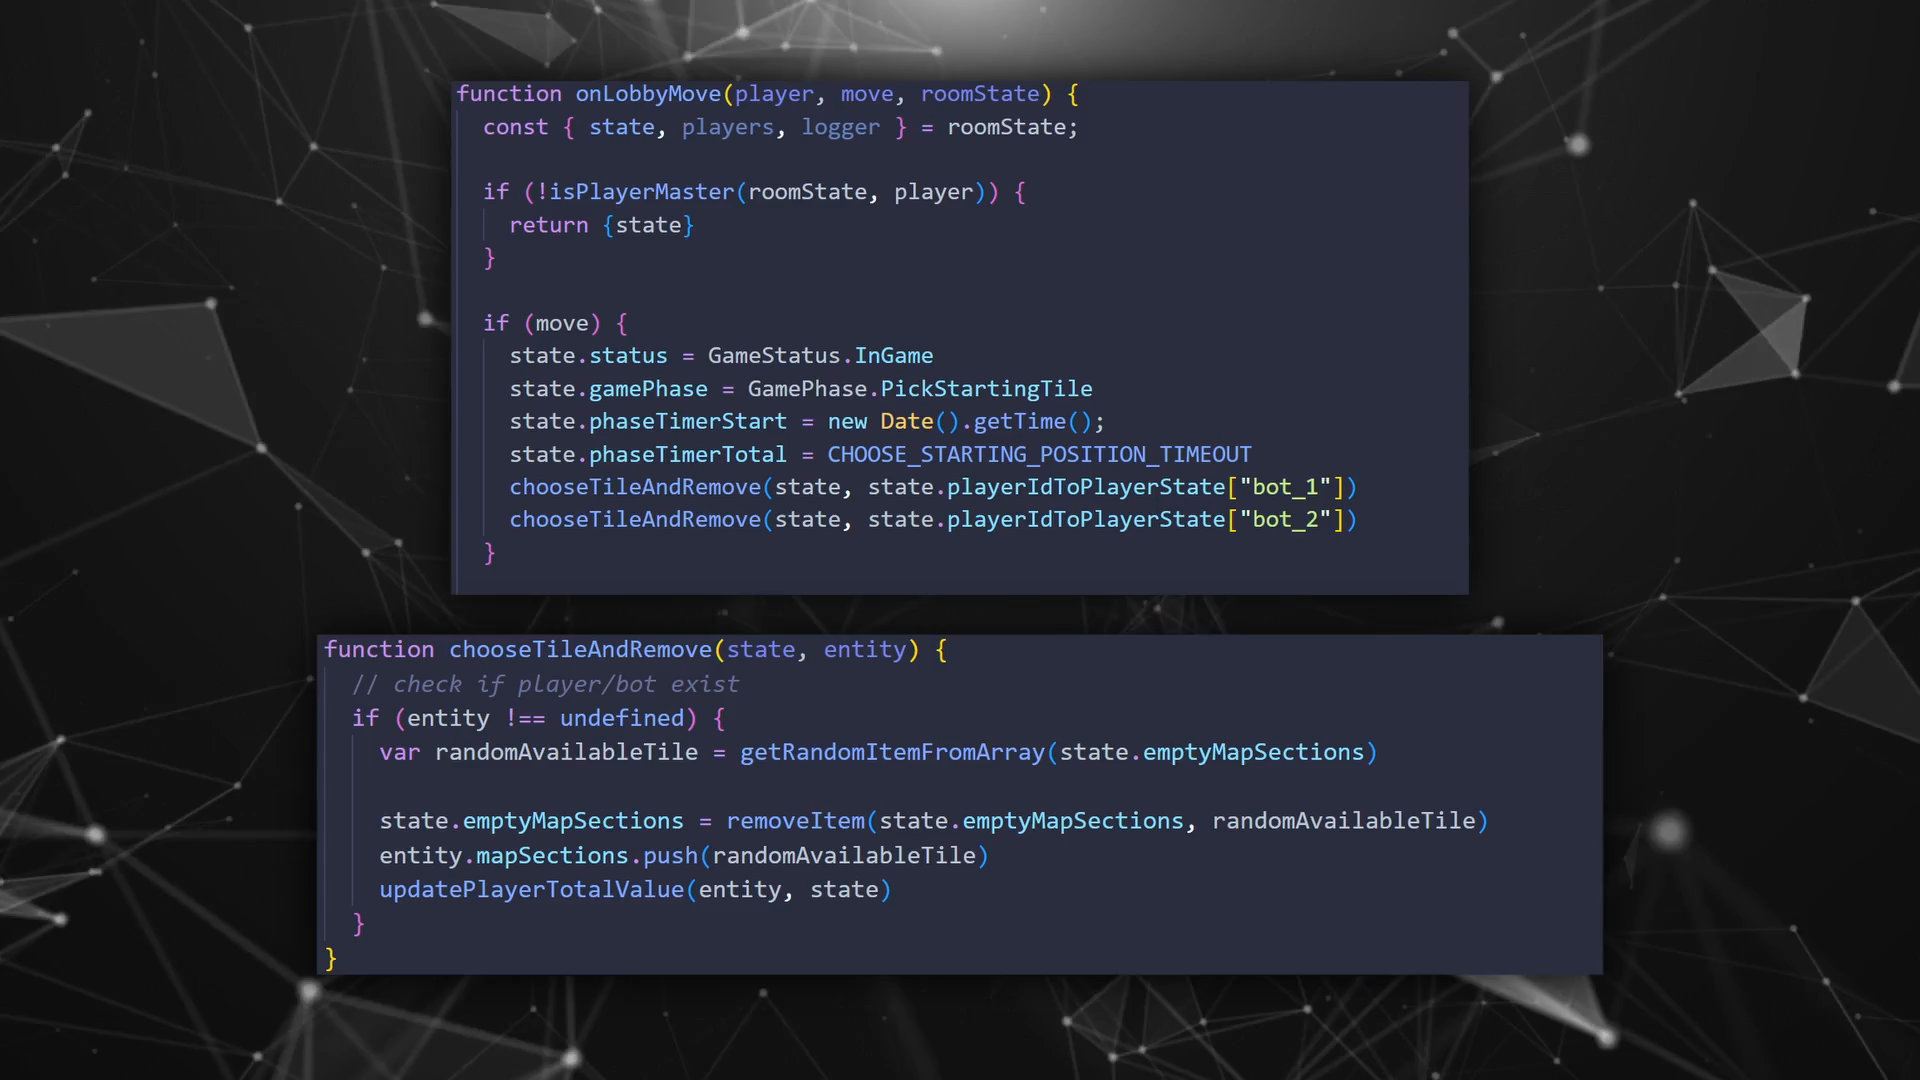 function onLobbyMove(player, move, roomState) {
const { state, players, logger } = roomState;
if (!isPlayerMaster(roomState, player)) {
return {state}
}
if (move) {
state.status = GameStatus.InGame
state.gamePhase = GamePhase.PickStartingTile
state.phaseTimerStart = new Date().getTime();
state.phaseTimerTotal = CHOOSE_STARTING_POSITION_TIMEOUT
chooseTileAndRemove(state, state.playerIdToPlayerState["bot_1"])
chooseTileAndRemove(state, state.playerIdToPlayerState["bot_2"])
}
function chooseTileAndRemove(state, entity) {
// check if player/bot exist
if (entity !== undefined) {
var randomAvailableTile = getRandomItemFromArray(state.emptyMapSections)
state.emptyMapSections = removeItem(state.emptyMapSections, randomAvailableTile)
entity.mapSections.push(randomAvailableTile)
updatePlayerTotalValue(entity, state)
}
}